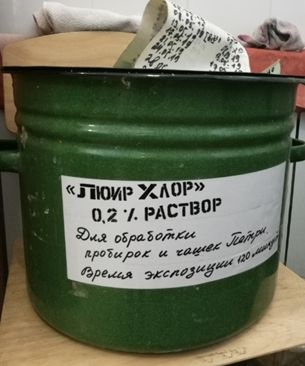 «Люир Хлор»
0,2 % РАСТВОР
Для обработки
пробирок и чашек Петри.
Время экспозиции 120 минут